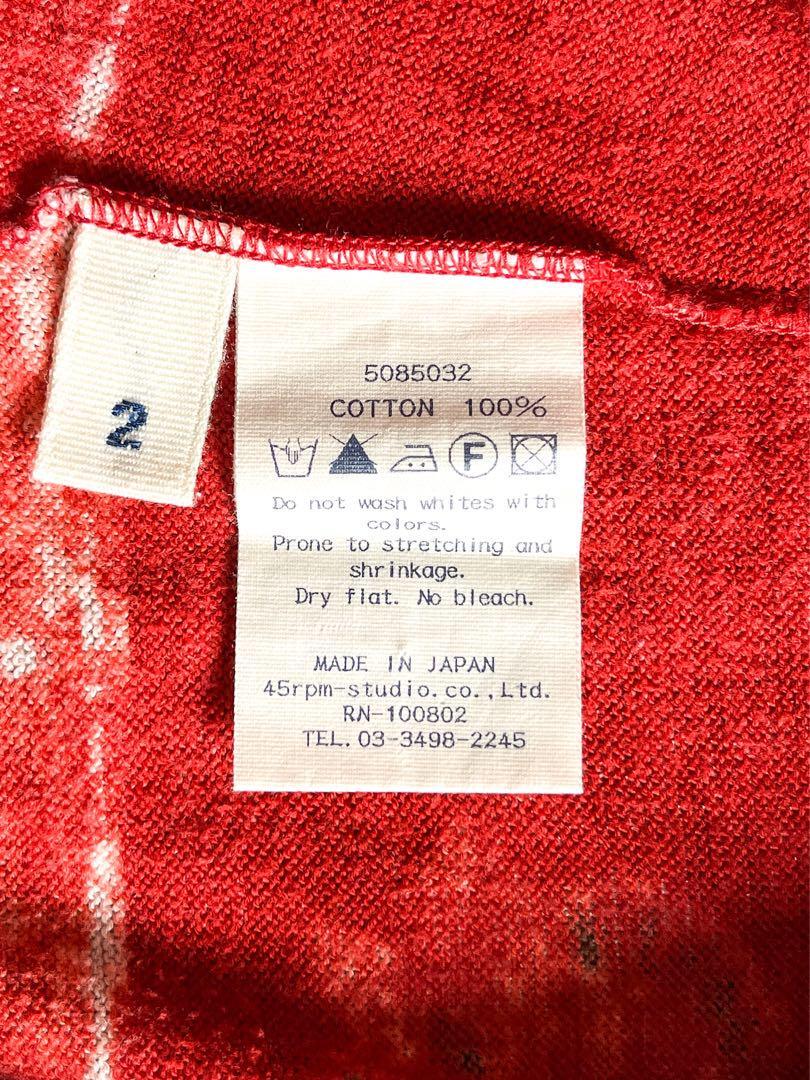 2
5085032
COTTON 100%
F
Do not wash whites with
colors.
Prone to stretching and
shrinkage.
Dry flat. No bleach.
MADE IN JAPAN
45rpm-studio.co.,Ltd.
RN-100802
TEL. 03-3498-2245